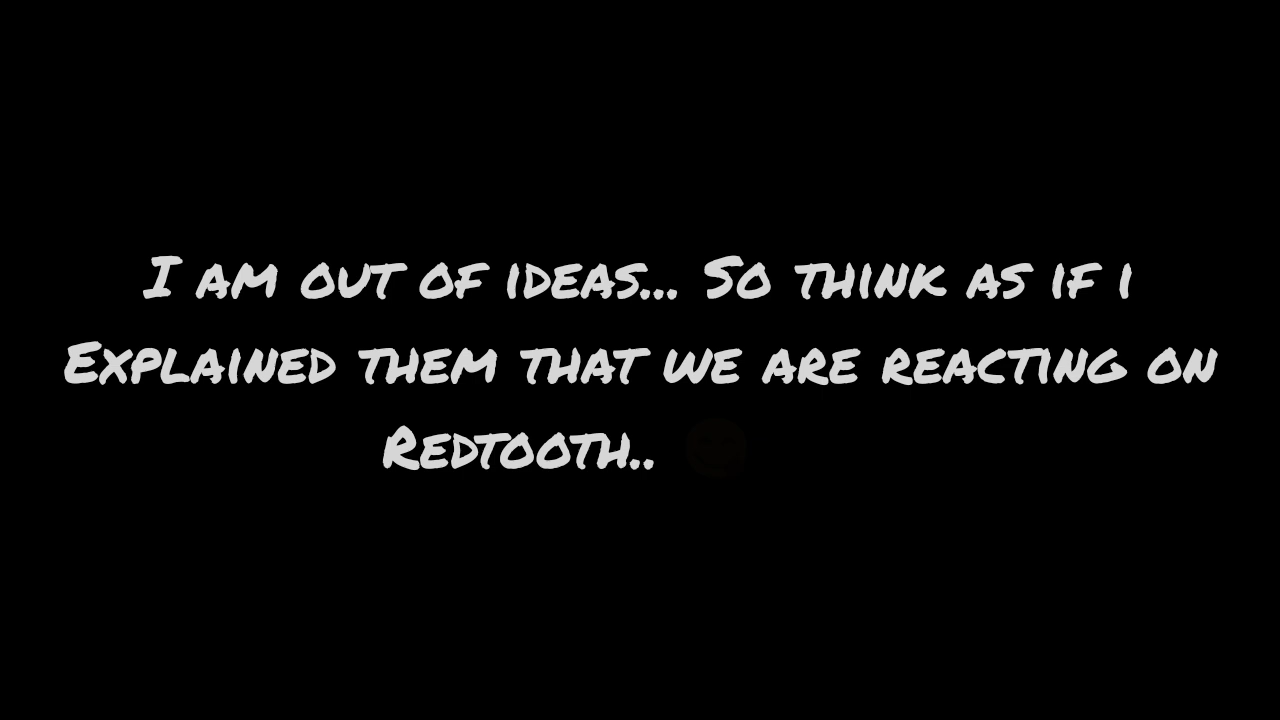 I am out of ideas... So think as if i
Explained them that we are reacting on
Redtooth..